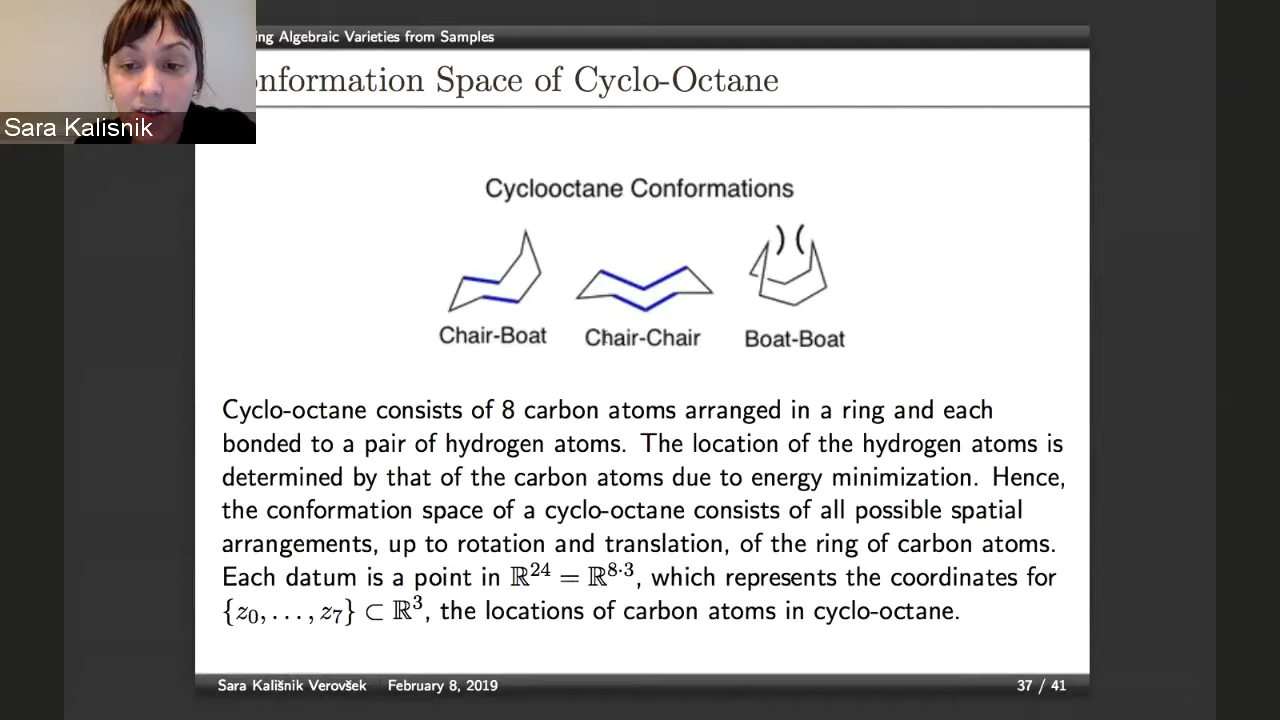 ing Algebraic Varieties from Samples
nformation Space of Cyclo-Octane
Sara Kalisnik
Cyclooctane Conformations
Chair-Boat Chair-Chair Boat-Boat
Cyclo-octane consists of 8 carbon atoms arranged in a ring and each
bonded to a pair of hydrogen atoms. The location of the hydrogen atoms is
determined by that of the carbon atoms due to energy minimization. Hence,
the conformation space of a cyclo-octane consists of all possible spatial
arrangements, up to rotation and translation, of the ring of carbon atoms.
Each datum is a point in ℝ²⁴ = ℝ⁸·³, which represents the coordinates for
{z₀, . . . , z₇} ⊂ ℝ³, the locations of carbon atoms in cyclo-octane.
Sara Kališnik Verovšek February 8, 2019 37 / 41